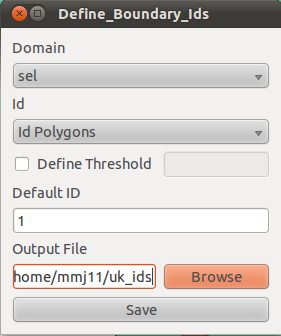 Define_Boundary_Ids
Domain
sel
Id
Id Polygons
Define Threshold
Default ID
1
Output File
home/mmj11/uk_ids
Browse
Save